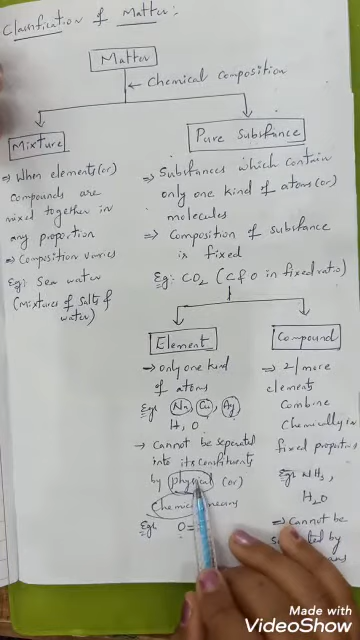 Classification of Matter:
Matter
Chemical composition
Mixture
⇒ When elements (or)
compounds are
mixed together in
any proportion
⇒ Composition varies
Eg: Sea water
(Mixtures of salts &
water)
Pure Substance
⇒ Substances which contain
only one kind of atoms (or)
molecules
⇒ Composition of substance
is fixed
Eg: CO2 (C & O in fixed ratio)
Element
→ only one kind
of atoms
Eg: Na, Cu, Ag
H, O
→ Cannot be separated
into its constituents
by physical (or)
Chemical means
Eg: O=
Compound
⇒ 2/more
elements
Combine
Chemically in
fixed
Eg: NH3,
H2O
⇒ Cannot be
by
Made with
VideoShow